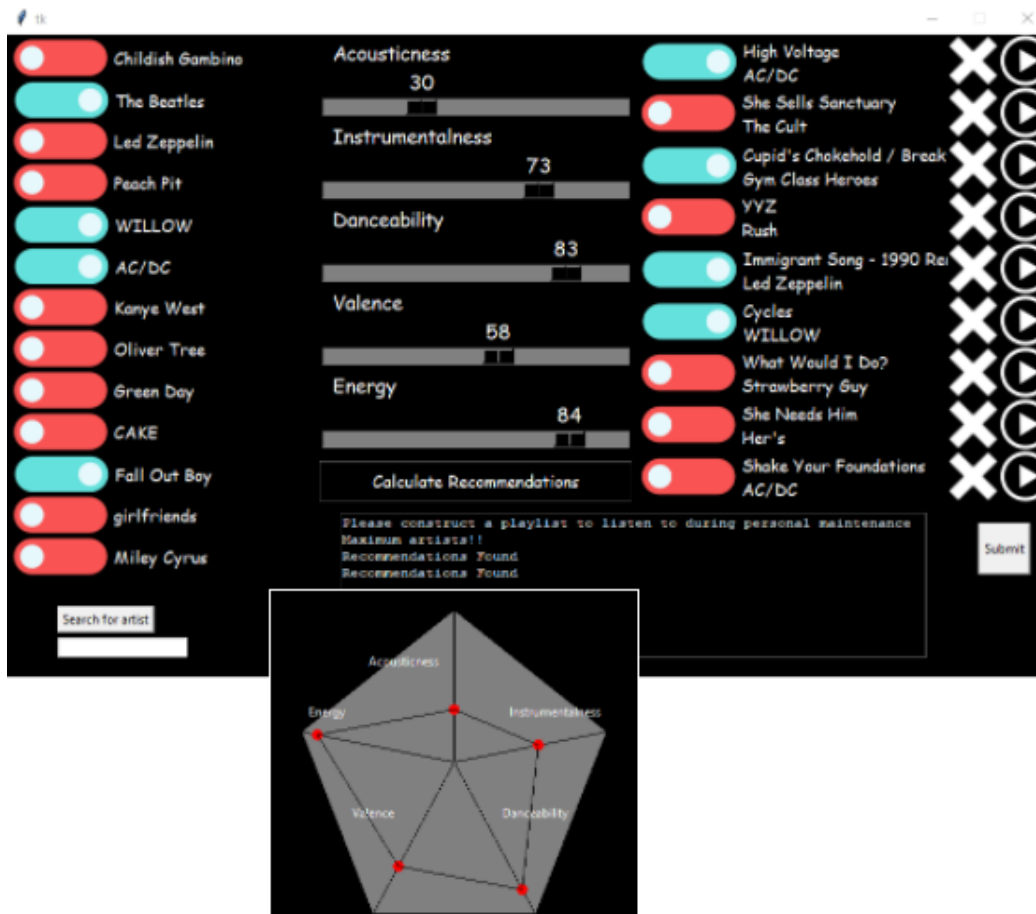 tk
Childish Gambino
The Beatles
Led Zeppelin
Peach Pit
WILLOW
AC/DC
Kanye West
Oliver Tree
Green Day
CAKE
Fall Out Boy
girlfriends
Miley Cyrus
Search for artist
Acousticness
30
Instrumentalness
73
Danceability
83
Valence
58
Energy
84
Calculate Recommendations
High Voltage
AC/DC
She Sells Sanctuary
The Cult
Cupid's Chokehold / Break
Gym Class Heroes
YYZ
Rush
Immigrant Song - 1990 Re
Led Zeppelin
Cycles
WILLOW
What Would I Do?
Strawberry Guy
She Needs Him
Her's
Shake Your Foundations
AC/DC
Please construct a playlist to listen to during personal maintenance
Maximum artists!!
Recommendations Found
Recommendations Found
Submit
Acousticness
Energy
Instrumentalness
Valence
Danceability